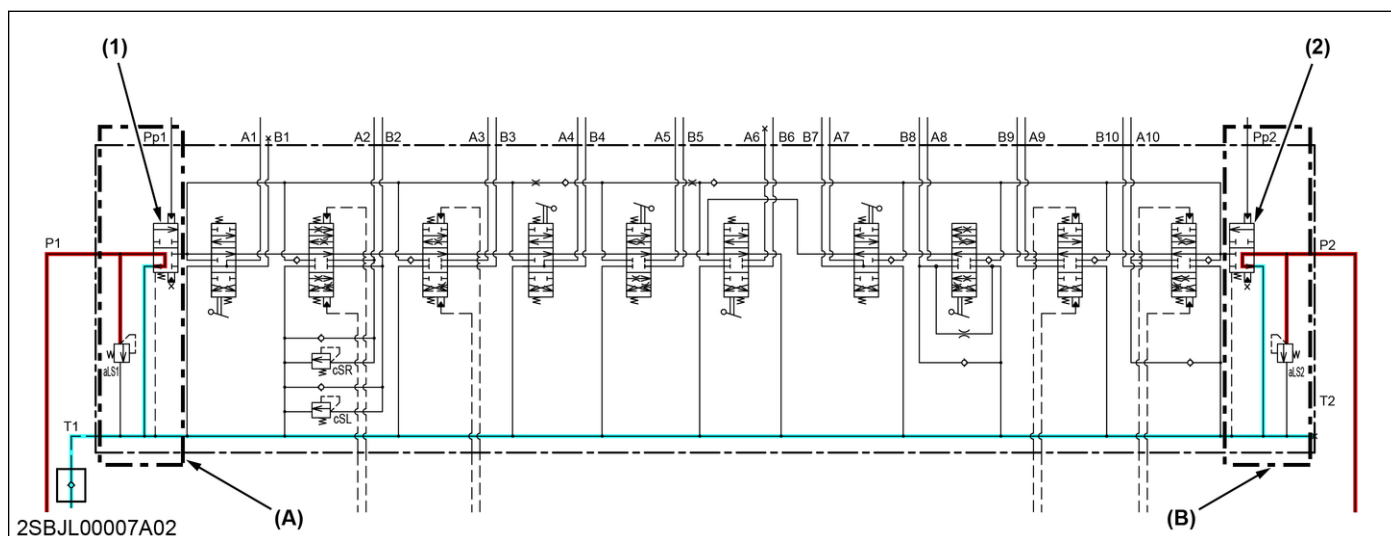 (1)
(2)
Pp1
A1
B1
A2
B2
A3
B3
A4
B4
A5
B5
A6
B6
B7
A7
B8
A8
B9
A9
B10
A10
Pp2
P1
P2
aLS1
cSR
cSL
aLS2
T1
T2
(A)
(B)
2SBJL00007A02